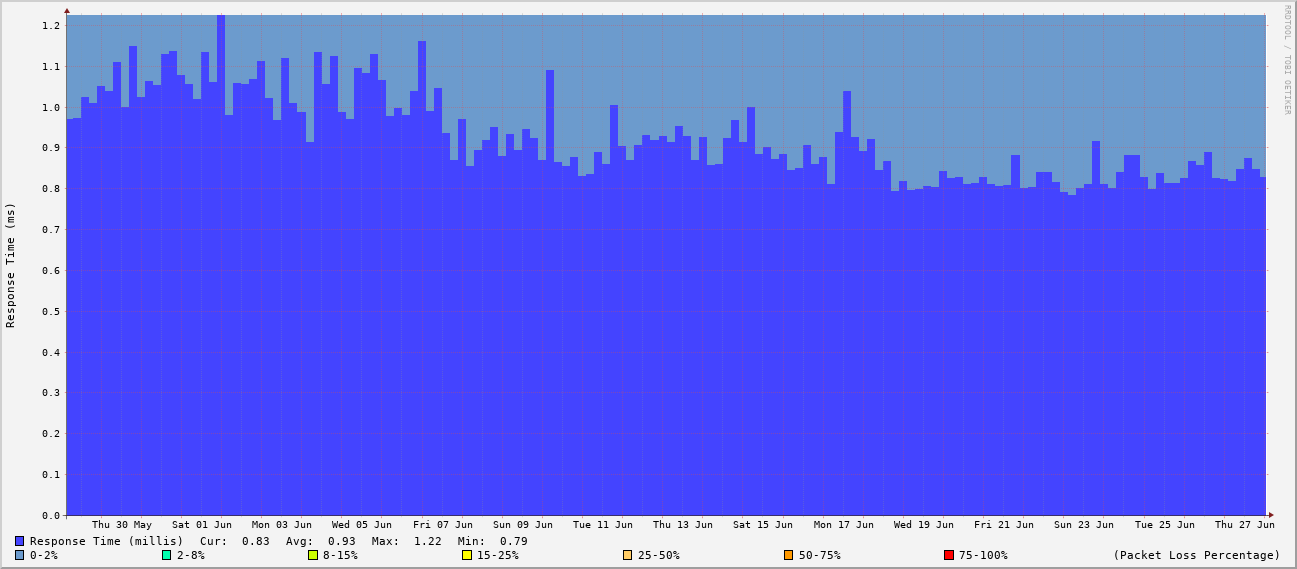 RRDTOOL / TOBI OETIKER
Response Time (ms)
1.2
1.1
1.0
0.9
0.8
0.7
0.6
0.5
0.4
0.3
0.2
0.1
0.0
Thu 30 May Sat 01 Jun Mon 03 Jun Wed 05 Jun Fri 07 Jun Sun 09 Jun Tue 11 Jun Thu 13 Jun Sat 15 Jun Mon 17 Jun Wed 19 Jun Fri 21 Jun Sun 23 Jun Tue 25 Jun Thu 27 Jun
Response Time (millis) Cur: 0.83 Avg: 0.93 Max: 1.22 Min: 0.79
0-2% 2-8% 8-15% 15-25% 25-50% 50-75% 75-100% (Packet Loss Percentage)